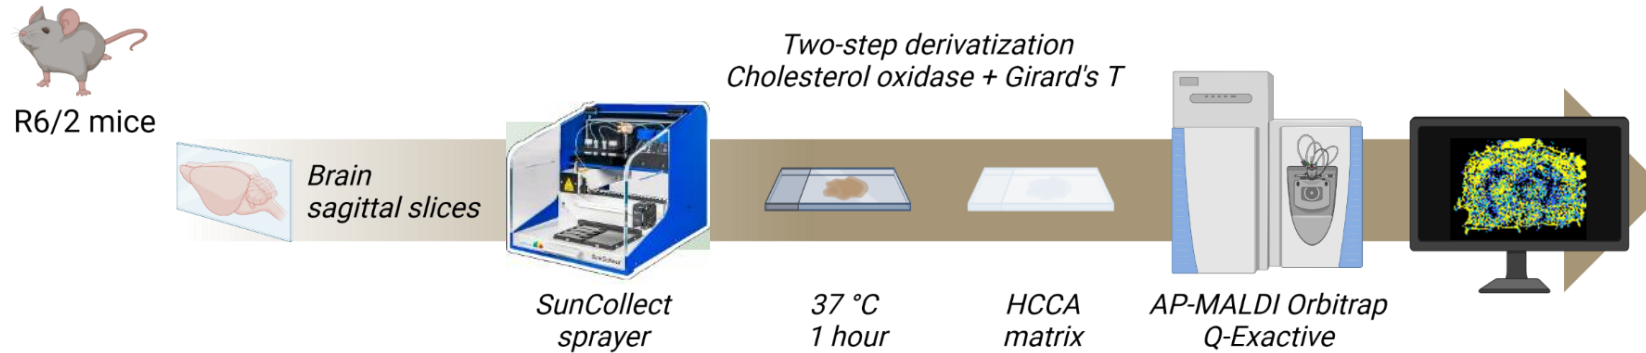 R6/2 mice
Brain
sagittal slices
SunCollect
SunCollect
sprayer
Two-step derivatization
Cholesterol oxidase + Girard's T
37 °C
1 hour
HCCA
matrix
AP-MALDI Orbitrap
Q-Exactive